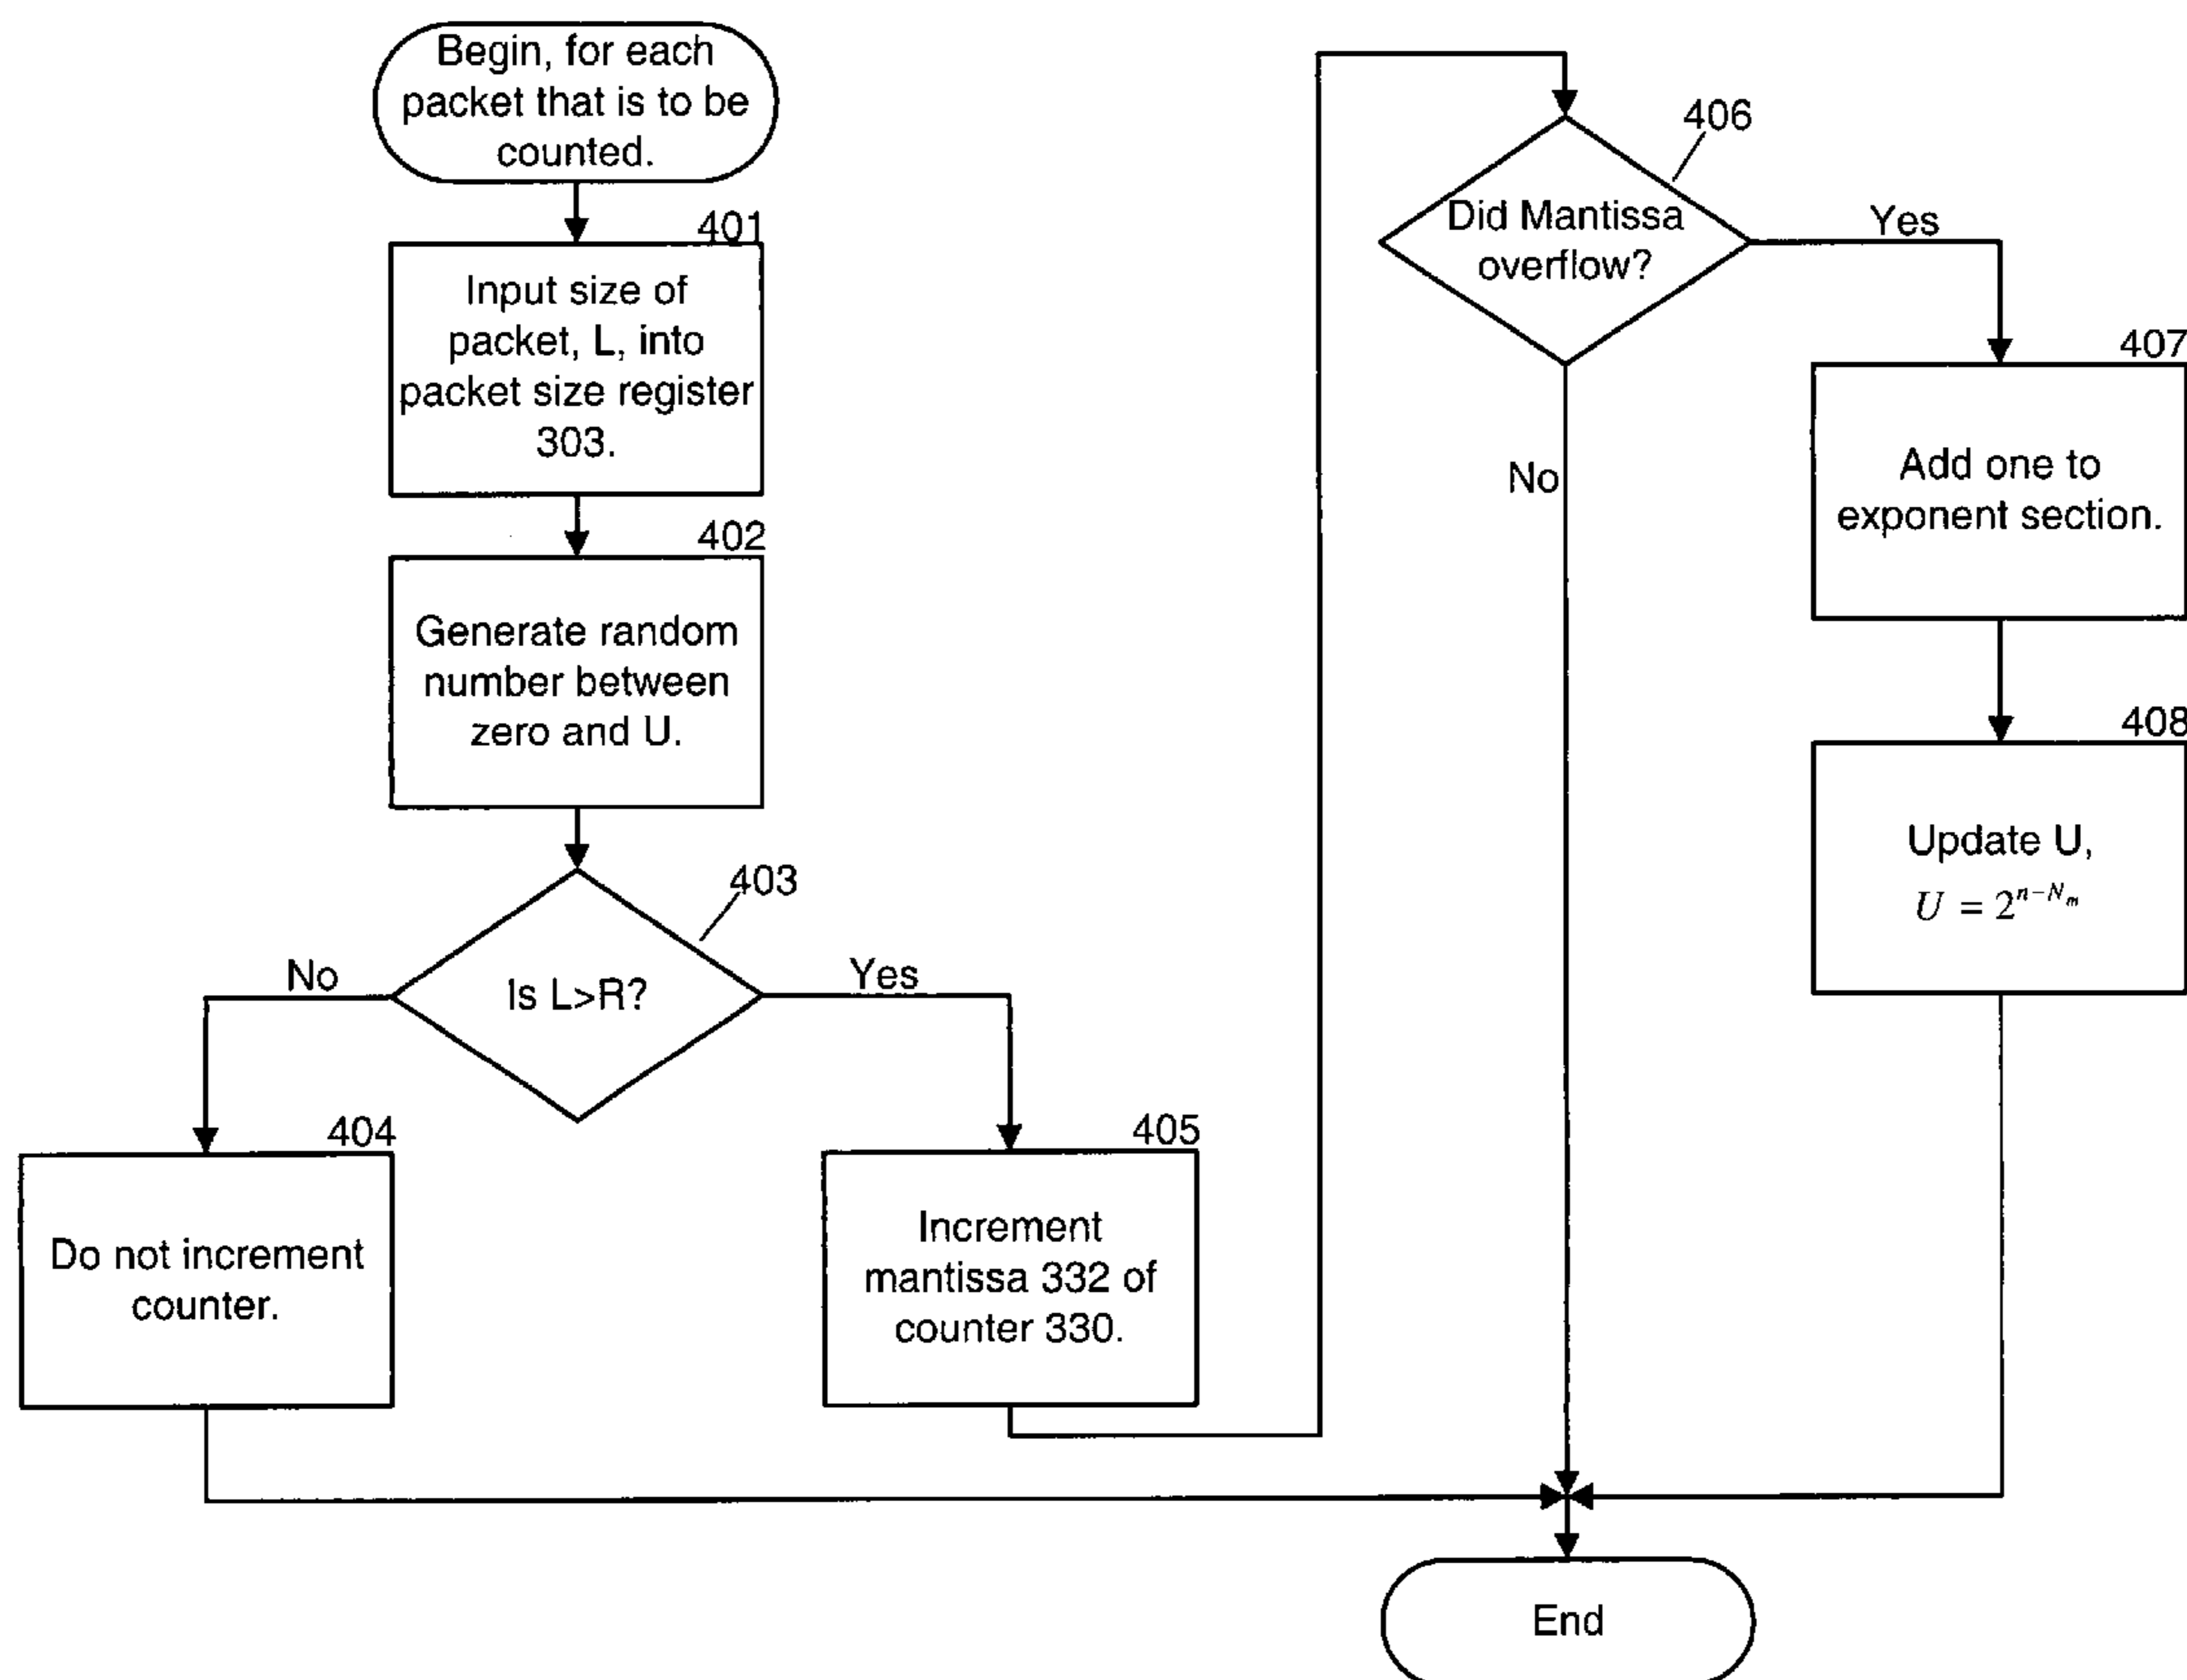 Begin, for each
packet that is to be
counted.
401
Input size of
packet, L, into
packet size register
303.
402
Generate random
number between
zero and U.
403
Is L>R?
No
Yes
404
Do not increment
counter.
405
Increment
mantissa 332 of
counter 330.
406
Did Mantissa
overflow?
Yes
No
407
Add one to
exponent section.
408
Update U,
U = 2^{n-N_m}
End